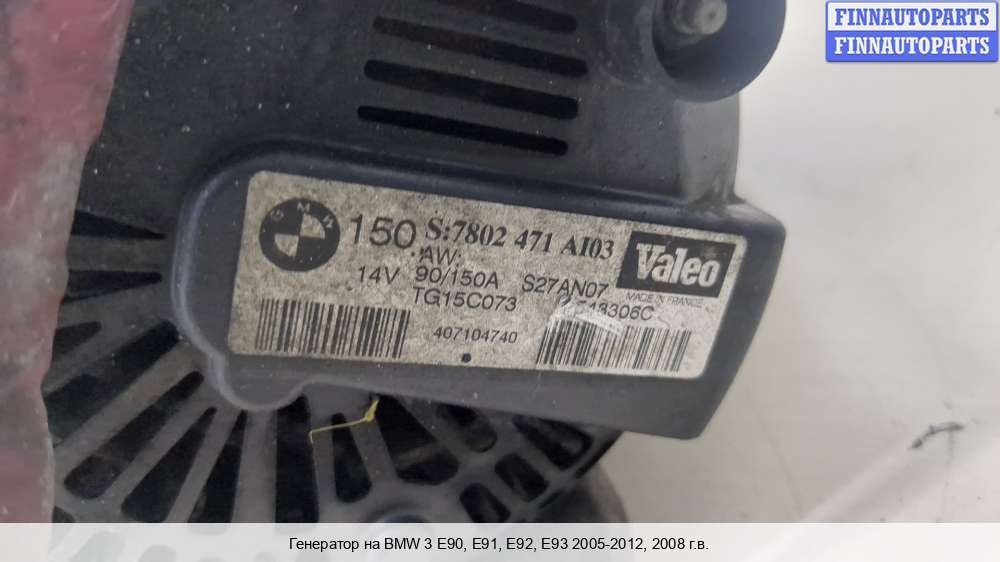 FINNAUTOPARTS
FINNAUTOPARTS
BMW
150 S:7802 471 AI03
Valeo
AW:
14V 90/150A S27AN07
MADE IN FRANCE
TG15C073
407104740
Генератор на BMW 3 E90, E91, E92, E93 2005-2012, 2008 г.в.